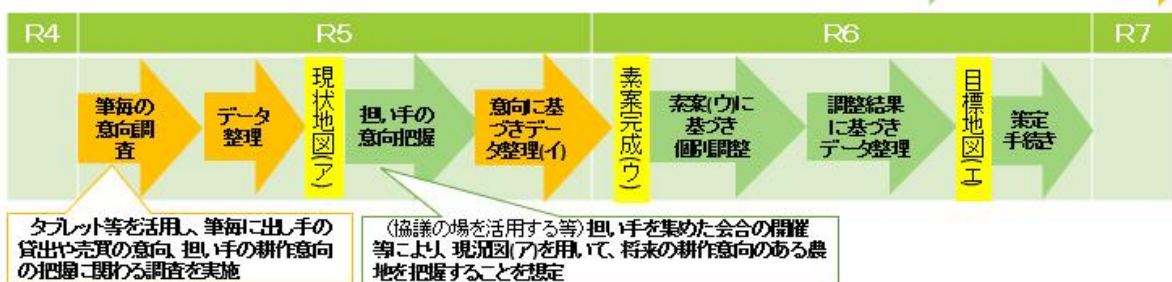 R4
R5
R6
R7
筆毎の
意向調
査
データ
整理
現状地図(ア)
担い手の
意向把握
意向に基
づきデー
タ整理(イ)
素案完成(ウ)
素案(ウ)に
基づき
個別調整
調整結果
に基づき
データ整理
目標地図(エ)
策定
手続き
タブレット等を活用し、筆毎に出し手の
貸出や売買の意向、担い手の耕作意向
の把握に関わる調査を実施
(協議の場を活用する等)担い手を集めた会合の開催
等により、現況図(ア)を用いて、将来の耕作意向のある農
地を把握することを想定